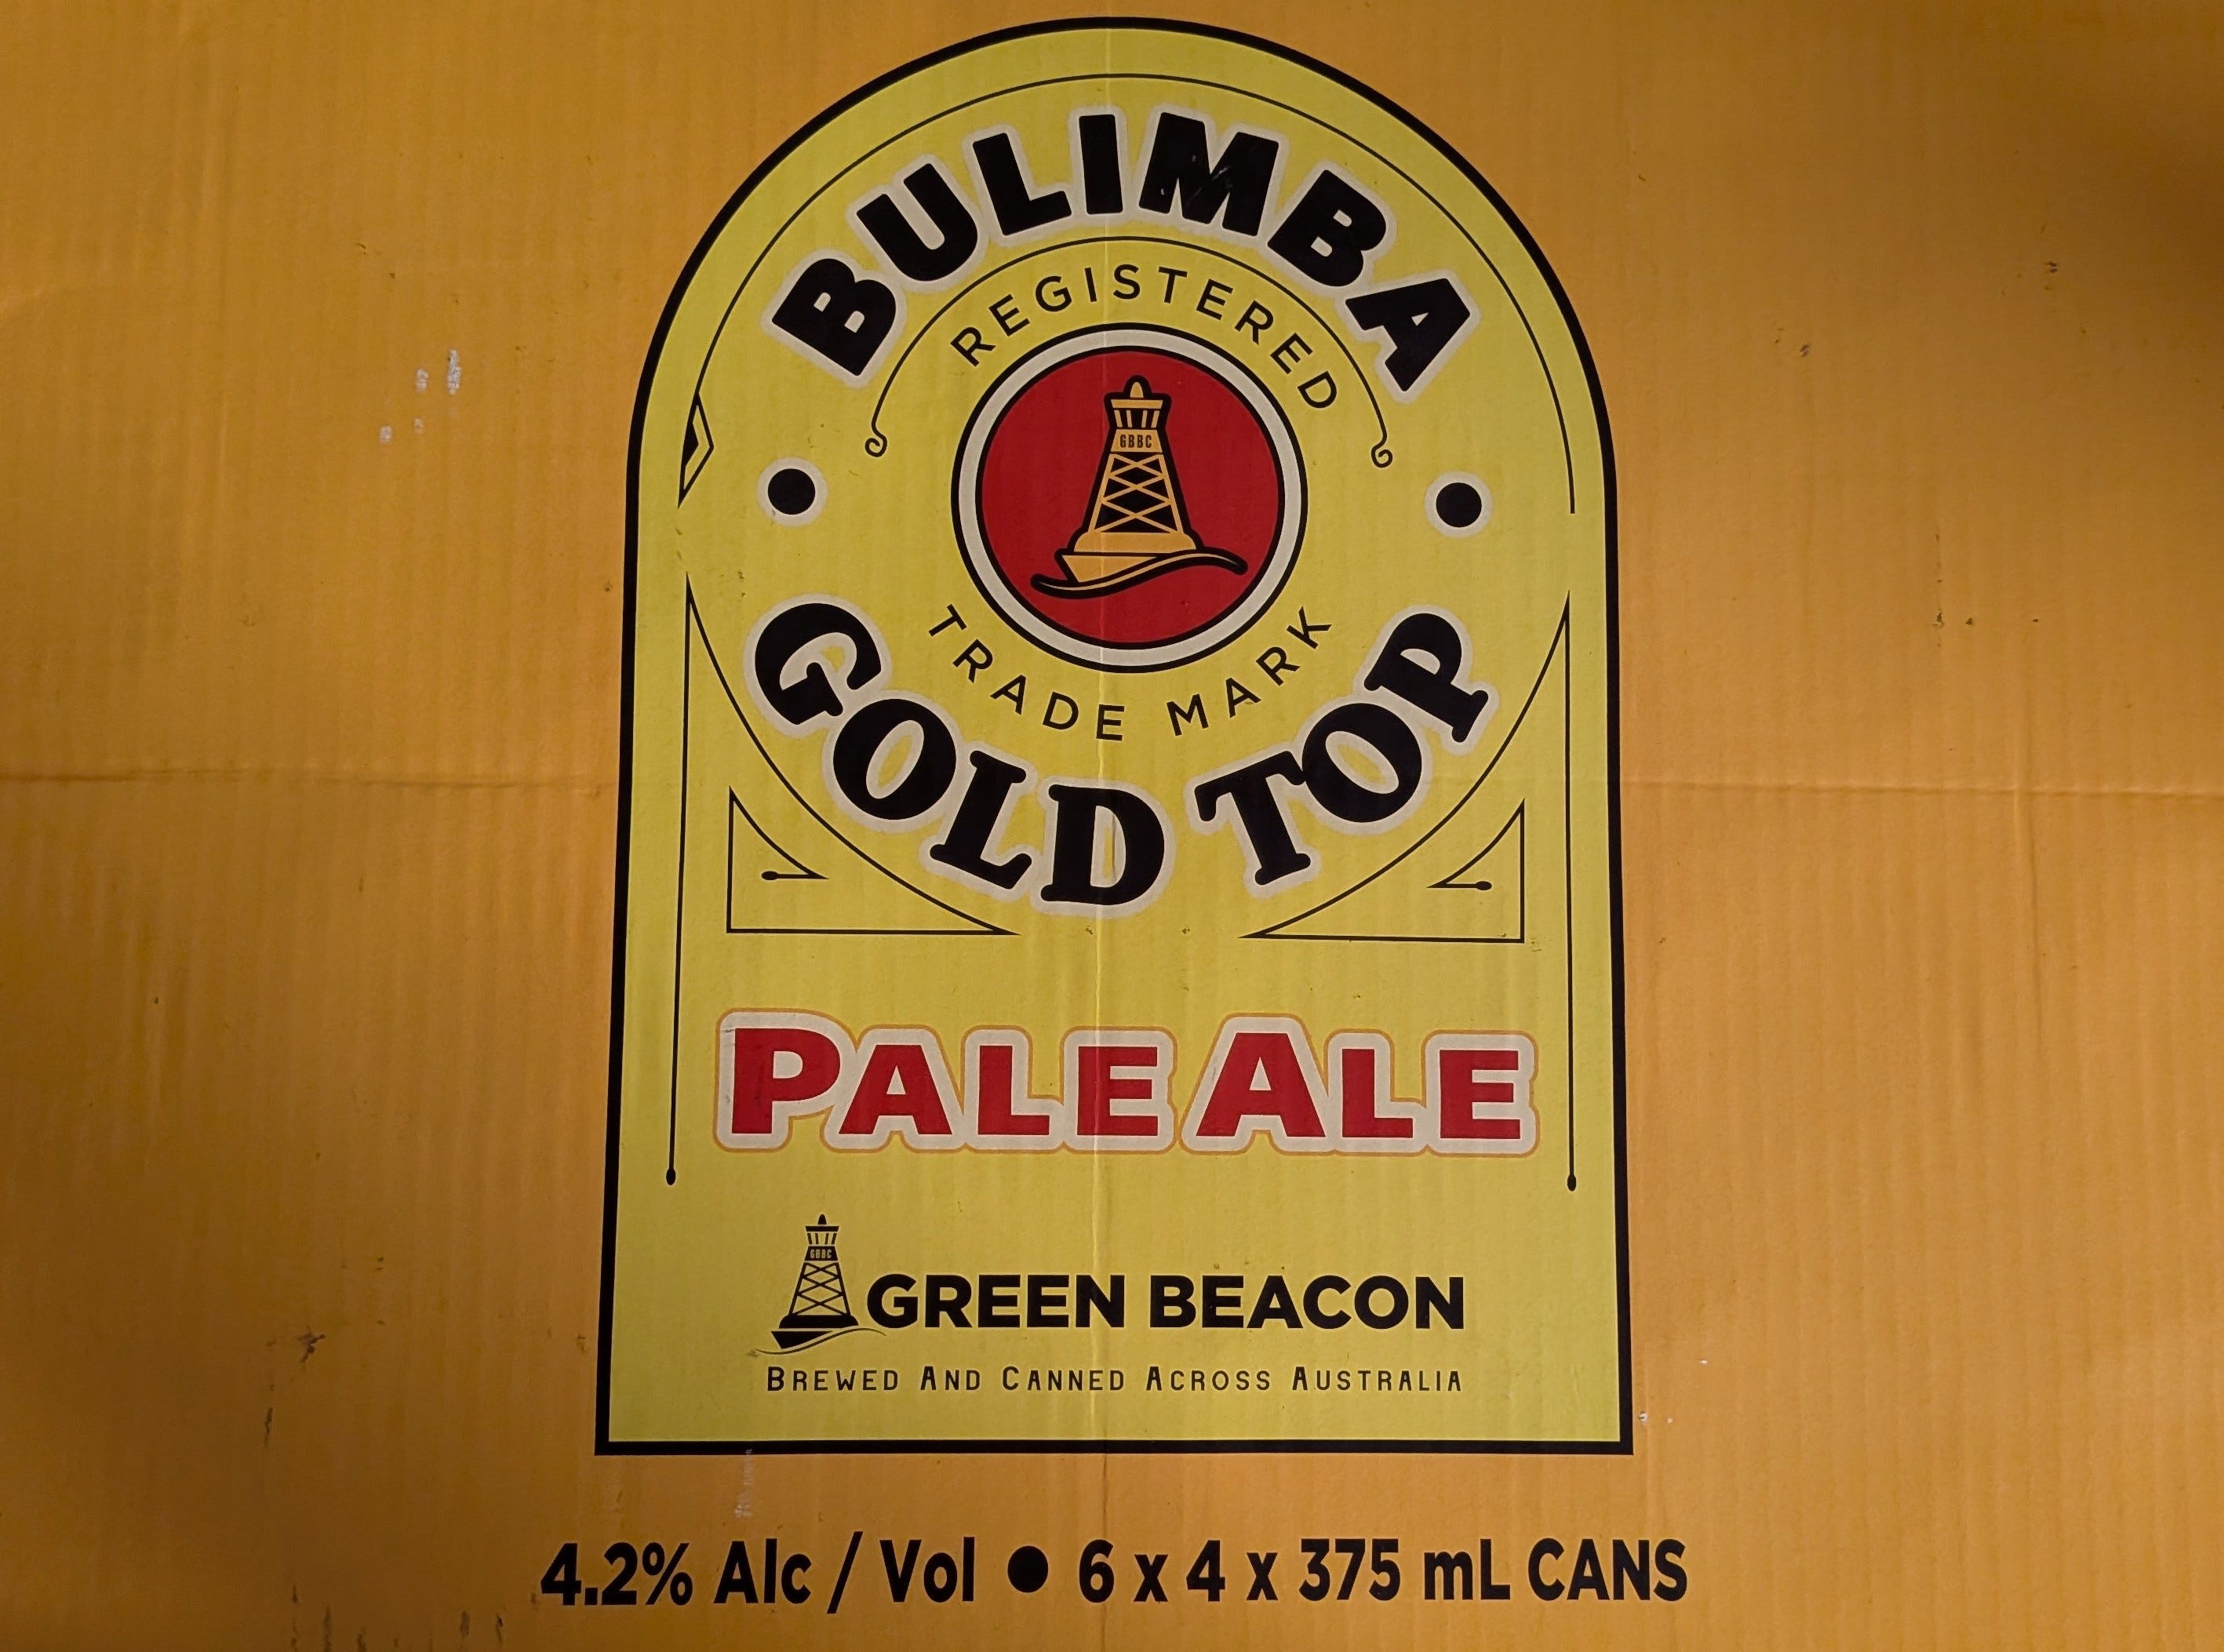 BULIMBA
REGISTERED
GBBC
TRADE MARK
GOLD TOP
PALE ALE
GBBC
GREEN BEACON
BREWED AND CANNED ACROSS AUSTRALIA
4.2% Alc / Vol ● 6 x 4 x 375 mL CANS